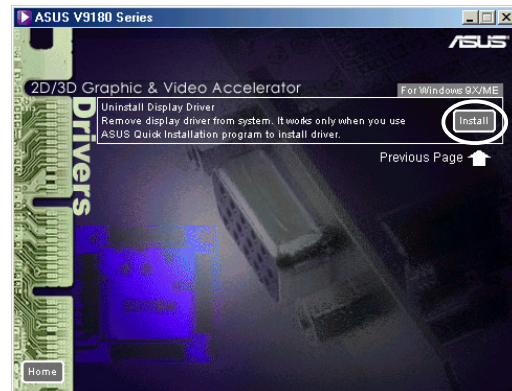 ASUS V9180 Series
ASUS
2D/3D Graphic & Video Accelerator
For Windows 9X/ME
Drivers
Uninstall Display Driver
Remove display driver from system. It works only when you use
ASUS Quick Installation program to install driver.
Install
Previous Page
Home